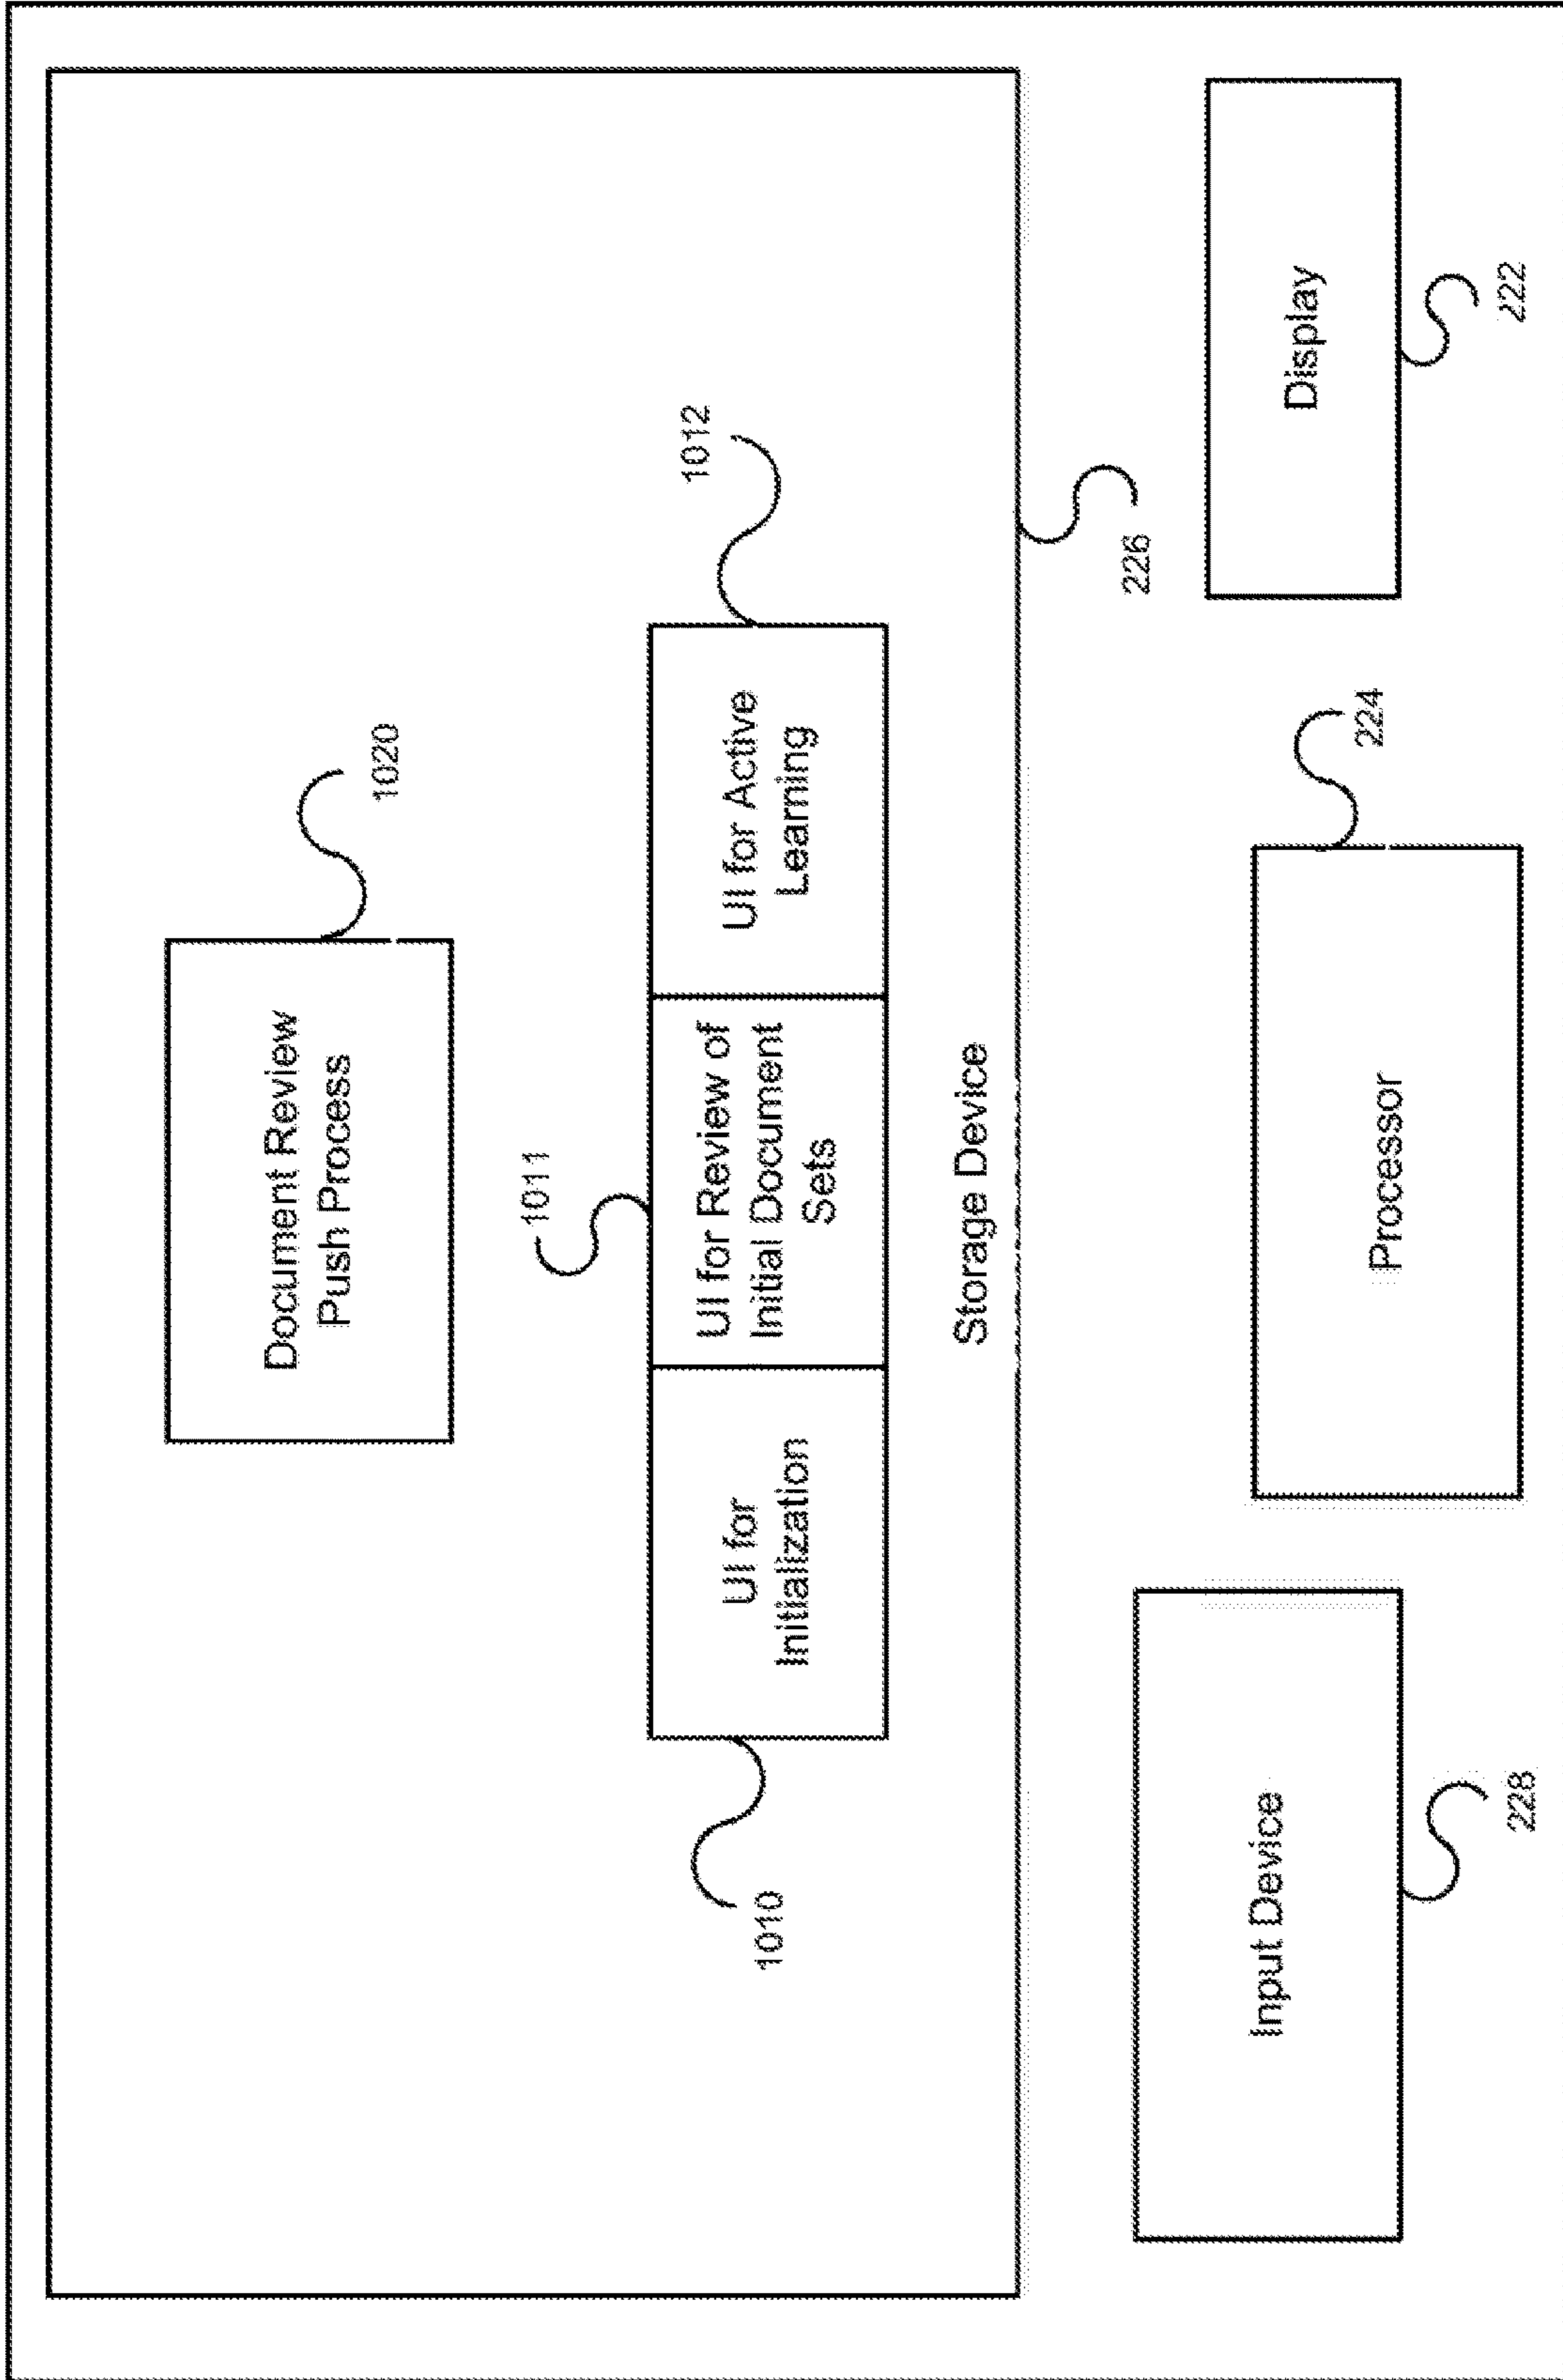 Document Review
Push Process
1020
1011
1012
UI for
Initialization
UI for Review of
Initial Document
Sets
UI for Active
Learning
1010
Storage Device
226
Input Device
228
Processor
224
Display
222